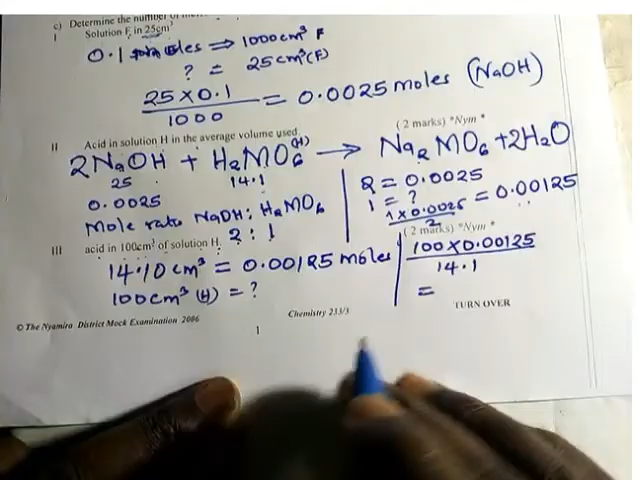 c) Determine the number of
I Solution F in 25cm³
0.1 moles ⇒ 1000cm³ F
? = 25cm³(F)
25 X 0.1 / 1000 = 0.0025 moles (NaOH)
(2 marks) *Nym *
II Acid in solution H in the average volume used.
2NaOH + H2MO6 (H) → Na2MO6 + 2H2O
25 14.1
0.0025
Mole rato NaOH : H2MO6
2 : 1
2 = 0.0025
1 = ?
1 x 0.0025 / 2 = 0.00125
(2 marks) *Nym *
III acid in 100cm³ of solution H.
14.10 cm³ = 0.00125 moles
100cm³ (H) = ?
100 X 0.00125 / 14.1
=
TURN OVER
© The Nyamira District Mock Examination 2006
Chemistry 233/3
1